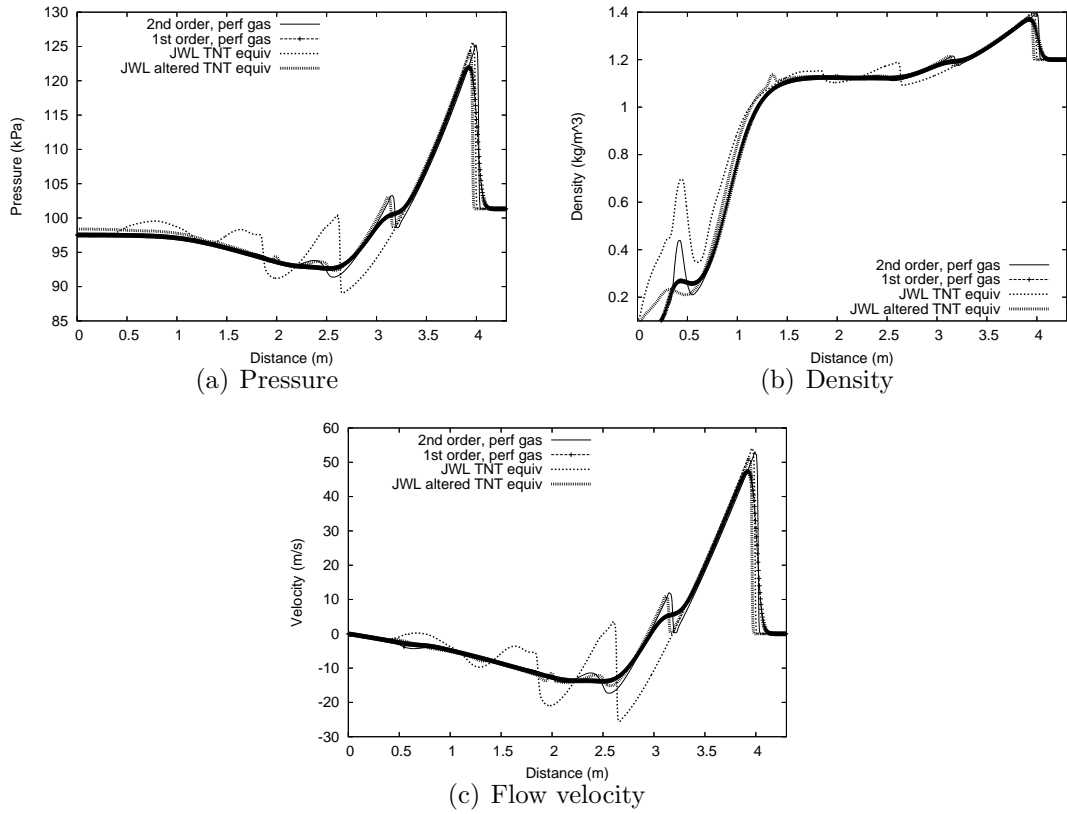 2nd order, perf gas
1st order, perf gas
JWL TNT equiv
JWL altered TNT equiv
130
125
120
115
110
105
100
95
90
85
Pressure (kPa)
0 0.5 1 1.5 2 2.5 3 3.5 4
Distance (m)
(a) Pressure
1.4
1.2
1
0.8
0.6
0.4
0.2
Density (kg/m^3)
2nd order, perf gas
1st order, perf gas
JWL TNT equiv
JWL altered TNT equiv
0 0.5 1 1.5 2 2.5 3 3.5 4
Distance (m)
(b) Density
60
50
40
30
20
10
0
-10
-20
-30
Velocity (m/s)
2nd order, perf gas
1st order, perf gas
JWL TNT equiv
JWL altered TNT equiv
0 0.5 1 1.5 2 2.5 3 3.5 4
Distance (m)
(c) Flow velocity